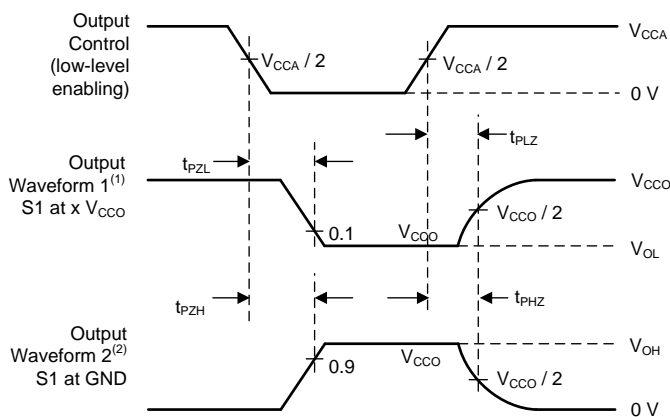 Output
Control
(low-level
enabling)
V_CCA / 2
V_CCA / 2
V_CCA
0 V
t_PZL
t_PLZ
Output
Waveform 1^(1)
S1 at x V_CCO
0.1
V_CCO
V_CCO / 2
V_CCO
V_OL
t_PZH
t_PHZ
Output
Waveform 2^(2)
S1 at GND
0.9
V_CCO
V_CCO / 2
V_OH
0 V